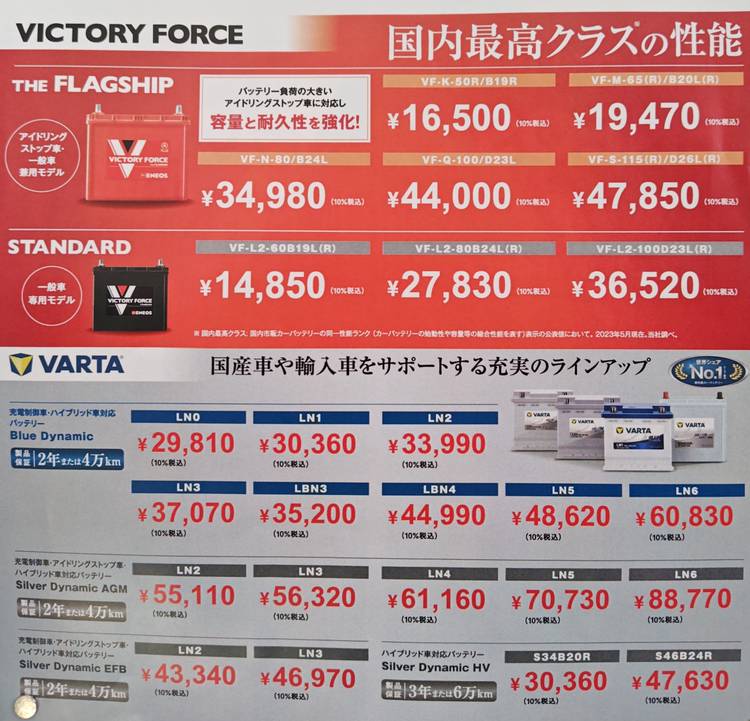 VICTORY FORCE
国内最高クラス※の性能
THE FLAGSHIP
バッテリー負荷の大きい
アイドリングストップ車に対応し
容量と耐久性を強化!
アイドリング
ストップ車・
一般車
兼用モデル
VICTORY FORCE
ENEOS
VF-K-50R/B19R
¥16,500 (10%税込)
VF-M-65(R)/B20L(R)
¥19,470 (10%税込)
VF-N-80/B24L
¥34,980 (10%税込)
VF-Q-100/D23L
¥44,000 (10%税込)
VF-S-115(R)/D26L(R)
¥47,850 (10%税込)
STANDARD
一般車
専用モデル
VICTORY FORCE
ENEOS
VF-L2-60B19L(R)
¥14,850 (10%税込)
VF-L2-80B24L(R)
¥27,830 (10%税込)
VF-L2-100D23L(R)
¥36,520 (10%税込)
※ 国内最高クラス: 国内市販カーバッテリーの同一性能ランク (カーバッテリーの始動性や容量等の総合性能を表す)表示の公表値において。2023年5月現在。当社調べ。
VARTA
国産車や輸入車をサポートする充実のラインアップ
世界シェア
No.1
充電制御車・ハイブリッド車対応
バッテリー
Blue Dynamic
製品保証 2年または4万km
LN0
¥29,810
(10%税込)
LN1
¥30,360
(10%税込)
LN2
¥33,990
(10%税込)
VARTA
VARTA
VARTA
VARTA
LN3
¥37,070
(10%税込)
LBN3
¥35,200
(10%税込)
LBN4
¥44,990
(10%税込)
LN5
¥48,620
(10%税込)
LN6
¥60,830
(10%税込)
充電制御車・アイドリングストップ車・
ハイブリッド車対応バッテリー
Silver Dynamic AGM
製品保証 2年または4万km
LN2
¥55,110
(10%税込)
LN3
¥56,320
(10%税込)
LN4
¥61,160
(10%税込)
LN5
¥70,730
(10%税込)
LN6
¥88,770
(10%税込)
充電制御車・アイドリングストップ車・
ハイブリッド車対応バッテリー
Silver Dynamic EFB
製品保証 2年または4万km
LN2
¥43,340
(10%税込)
LN3
¥46,970
(10%税込)
ハイブリッド車対応バッテリー
Silver Dynamic HV
製品保証 3年または6万km
S34B20R
¥30,360
(10%税込)
S46B24R
¥47,630
(10%税込)